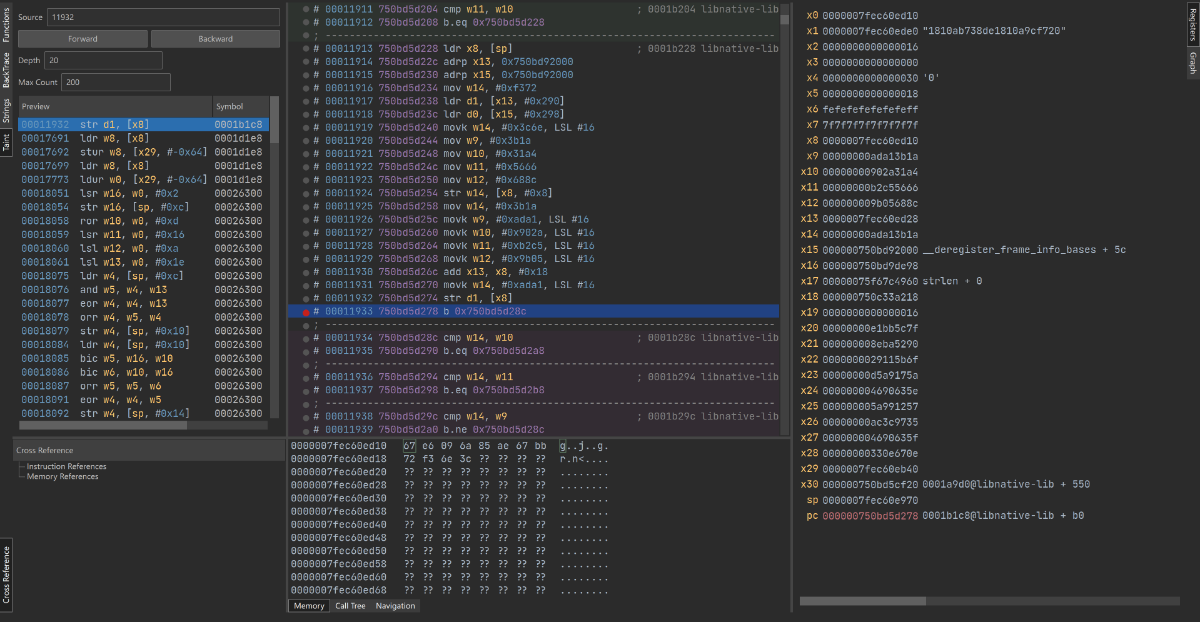 Functions
BackTrace
Strings
Taint
Cross Reference
Source 11932
Forward Backward
Depth 20
Max Count 200
Preview Symbol
00011932 str d1, [x8] 0001b1c8
00017691 ldr w8, [x8] 0001d1e8
00017692 stur w8, [x29, #-0x64] 0001d1e8
00017699 ldr w8, [x8] 0001d1e8
00017773 ldur w0, [x29, #-0x64] 0001d1e8
00018051 lsr w16, w0, #0x2 00026300
00018054 str w16, [sp, #0xc] 00026300
00018058 ror w10, w0, #0xd 00026300
00018059 lsr w11, w0, #0x16 00026300
00018060 lsl w12, w0, #0xa 00026300
00018061 lsl w13, w0, #0x1e 00026300
00018075 ldr w4, [sp, #0xc] 00026300
00018076 and w5, w4, w13 00026300
00018077 eor w4, w4, w13 00026300
00018078 orr w4, w5, w4 00026300
00018079 str w4, [sp, #0x10] 00026300
00018084 ldr w4, [sp, #0x10] 00026300
00018085 bic w5, w16, w10 00026300
00018086 bic w6, w10, w16 00026300
00018087 orr w5, w5, w6 00026300
00018091 eor w4, w4, w5 00026300
00018092 str w4, [sp, #0x14] 00026300
Cross Reference
Instruction References
Memory References
# 00011911 750bd5d204 cmp w11, w10 ; 0001b204 libnative-lib
# 00011912 750bd5d208 b.eq 0x750bd5d228
; ------------------------------------------------------------
# 00011913 750bd5d228 ldr x8, [sp] ; 0001b228 libnative-lib
# 00011914 750bd5d22c adrp x13, 0x750bd92000
# 00011915 750bd5d230 adrp x15, 0x750bd92000
# 00011916 750bd5d234 mov w14, #0xf372
# 00011917 750bd5d238 ldr d1, [x13, #0x290]
# 00011918 750bd5d23c ldr d0, [x15, #0x298]
# 00011919 750bd5d240 movk w14, #0x3c6e, LSL #16
# 00011920 750bd5d244 mov w9, #0x3b1a
# 00011921 750bd5d248 mov w10, #0x31a4
# 00011922 750bd5d24c mov w11, #0x5666
# 00011923 750bd5d250 mov w12, #0x688c
# 00011924 750bd5d254 str w14, [x8, #0x8]
# 00011925 750bd5d258 mov w14, #0x3b1a
# 00011926 750bd5d25c movk w9, #0xada1, LSL #16
# 00011927 750bd5d260 movk w10, #0x902a, LSL #16
# 00011928 750bd5d264 movk w11, #0xb2c5, LSL #16
# 00011929 750bd5d268 movk w12, #0x9b05, LSL #16
# 00011930 750bd5d26c add x13, x8, #0x18
# 00011931 750bd5d270 movk w14, #0xada1, LSL #16
# 00011932 750bd5d274 str d1, [x8]
# 00011933 750bd5d278 b 0x750bd5d28c
; ------------------------------------------------------------
# 00011934 750bd5d28c cmp w14, w10 ; 0001b28c libnative-lib
# 00011935 750bd5d290 b.eq 0x750bd5d2a8
; ------------------------------------------------------------
# 00011936 750bd5d294 cmp w14, w11 ; 0001b294 libnative-lib
# 00011937 750bd5d298 b.eq 0x750bd5d2b8
; ------------------------------------------------------------
# 00011938 750bd5d29c cmp w14, w9 ; 0001b29c libnative-lib
# 00011939 750bd5d2a0 b.ne 0x750bd5d28c
0000007fec60ed10 67 e6 09 6a 85 ae 67 bb g..j..g.
0000007fec60ed18 72 f3 6e 3c ?? ?? ?? ?? r.n<....
0000007fec60ed20 ?? ?? ?? ?? ?? ?? ?? ?? ........
0000007fec60ed28 ?? ?? ?? ?? ?? ?? ?? ?? ........
0000007fec60ed30 ?? ?? ?? ?? ?? ?? ?? ?? ........
0000007fec60ed38 ?? ?? ?? ?? ?? ?? ?? ?? ........
0000007fec60ed40 ?? ?? ?? ?? ?? ?? ?? ?? ........
0000007fec60ed48 ?? ?? ?? ?? ?? ?? ?? ?? ........
0000007fec60ed50 ?? ?? ?? ?? ?? ?? ?? ?? ........
0000007fec60ed58 ?? ?? ?? ?? ?? ?? ?? ?? ........
0000007fec60ed60 ?? ?? ?? ?? ?? ?? ?? ?? ........
0000007fec60ed68 ?? ?? ?? ?? ?? ?? ?? ?? ........
Memory Call Tree Navigation
x0 0000007fec60ed10
x1 0000007fec60ede0 "1810ab738de1810a9cf720"
x2 0000000000000016
x3 0000000000000000
x4 0000000000000030 '0'
x5 0000000000000018
x6 fefefefefefefeff
x7 7f7f7f7f7f7f7f7f
x8 0000007fec60ed10
x9 00000000ada13b1a
x10 00000000902a31a4
x11 00000000b2c55666
x12 000000009b05688c
x13 0000007fec60ed28
x14 00000000ada13b1a
x15 000000750bd92000 __deregister_frame_info_bases + 5c
x16 000000750bd9de98
x17 00000075f67c4960 strlen + 0
x18 000000750c33a218
x19 0000000000000016
x20 00000000e1bb5c7f
x21 000000008eba5290
x22 0000000029115b6f
x23 00000000d5a9175a
x24 000000004690635e
x25 000000005a991257
x26 00000000ac3c9735
x27 000000004690635f
x28 00000000330e670e
x29 0000007fec60eb40
x30 000000750bd5cf20 0001a9d0@libnative-lib + 550
sp 0000007fec60e970
pc 000000750bd5d278 0001b1c8@libnative-lib + b0
Registers
Graph